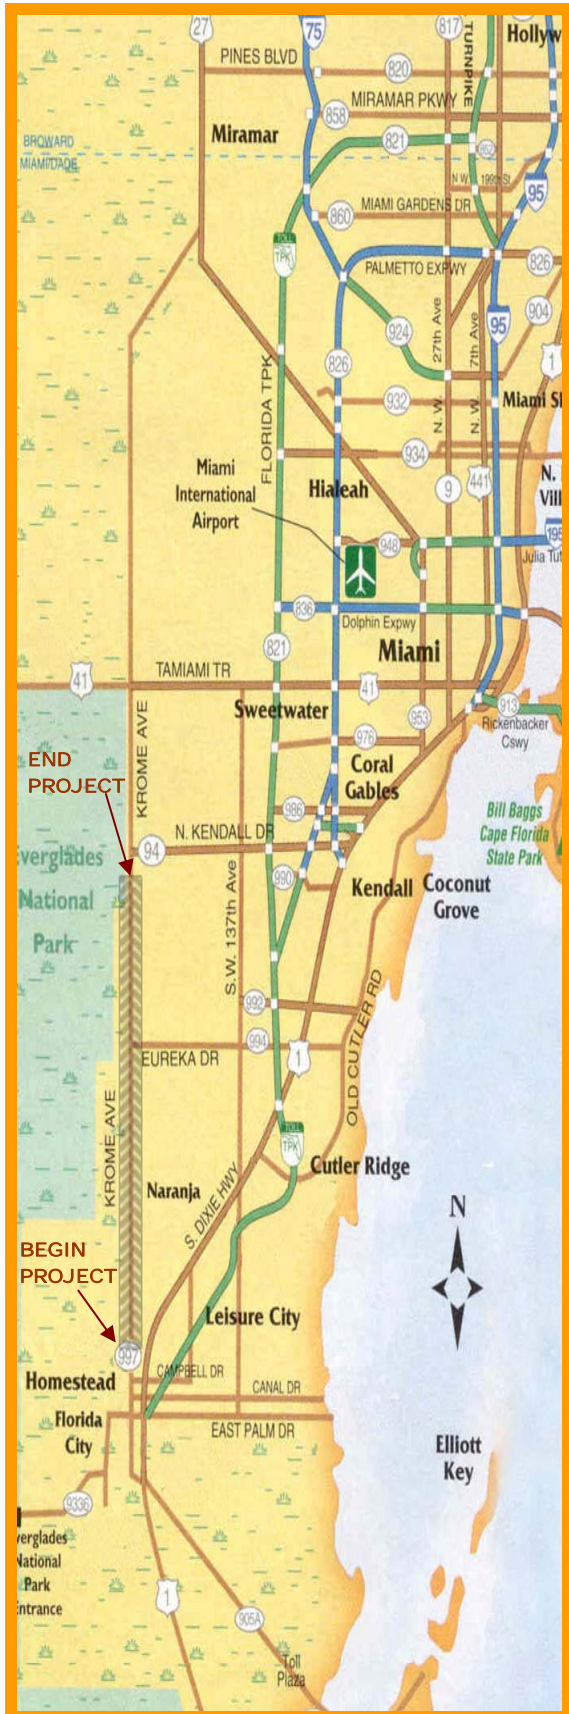 27
75
817
TURNPIKE
Hollyw
PINES BLVD
820
MIRAMAR PKWY
858
Miramar
821
BROWARD
MIAMI/DADE
N.W. 199th St
95
MIAMI GARDENS DR
860
TOLL
TPK
PALMETTO EXPWY
826
904
924
95
27th Ave
7th Ave
N. W.
N. W.
826
1
FLORIDA TPK
932
Miami S
934
Miami
International
Airport
Hialeah
9
441
N.
Vill
948
195
Julia Tut
836
Dolphin Expwy
821
Miami
TAMIAMI TR
41
41
KROME AVE
Sweetwater
953
913
Rickenbacker
Cswy
976
END
PROJECT
Coral
Gables
986
Bill Baggs
Cape Florida
State Park
N. KENDALL DR
94
verglades
National
Park
S.W. 137th Ave
990
Kendall
Coconut
Grove
992
OLD CUTLER RD
994
EUREKA DR
1
KROME AVE
TOLL
TPK
Cutler Ridge
Naranja
S. DIXIE HWY
N
BEGIN
PROJECT
Leisure City
997
CAMPBELL DR
Homestead
CANAL DR
Florida
City
EAST PALM DR
Elliott
Key
9336
verglades
National
Park
Entrance
1
905A
Toll
Plaza